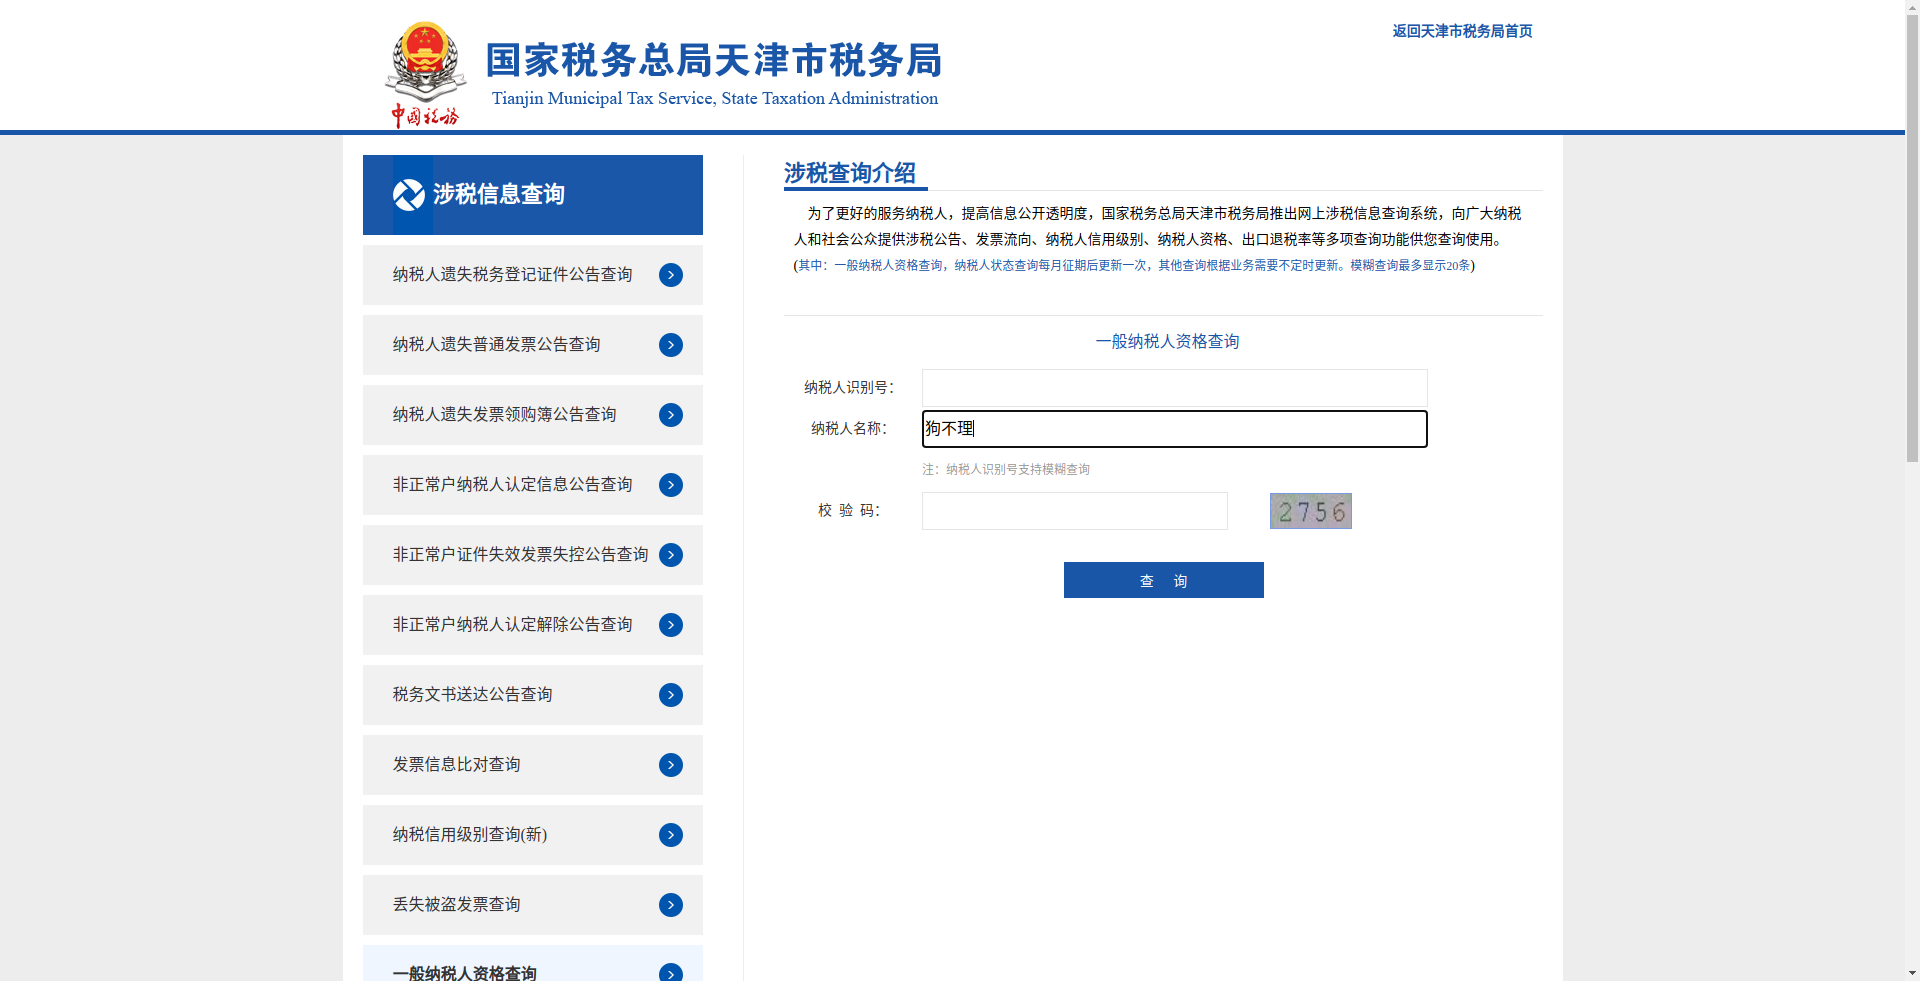 国家税务总局天津市税务局
Tianjin Municipal Tax Service, State Taxation Administration
中国税务
返回天津市税务局首页
涉税信息查询
纳税人遗失税务登记证件公告查询
纳税人遗失普通发票公告查询
纳税人遗失发票领购簿公告查询
非正常户纳税人认定信息公告查询
非正常户证件失效发票失控公告查询
非正常户纳税人认定解除公告查询
税务文书送达公告查询
发票信息比对查询
纳税信用级别查询(新)
丢失被盗发票查询
一般纳税人资格查询
涉税查询介绍
为了更好的服务纳税人，提高信息公开透明度，国家税务总局天津市税务局推出网上涉税信息查询系统，向广大纳税
人和社会公众提供涉税公告、发票流向、纳税人信用级别、纳税人资格、出口退税率等多项查询功能供您查询使用。
(其中：一般纳税人资格查询，纳税人状态查询每月征期后更新一次，其他查询根据业务需要不定时更新。模糊查询最多显示20条)
一般纳税人资格查询
纳税人识别号：
纳税人名称： 狗不理
注：纳税人识别号支持模糊查询
校 验 码： 2756
查 询